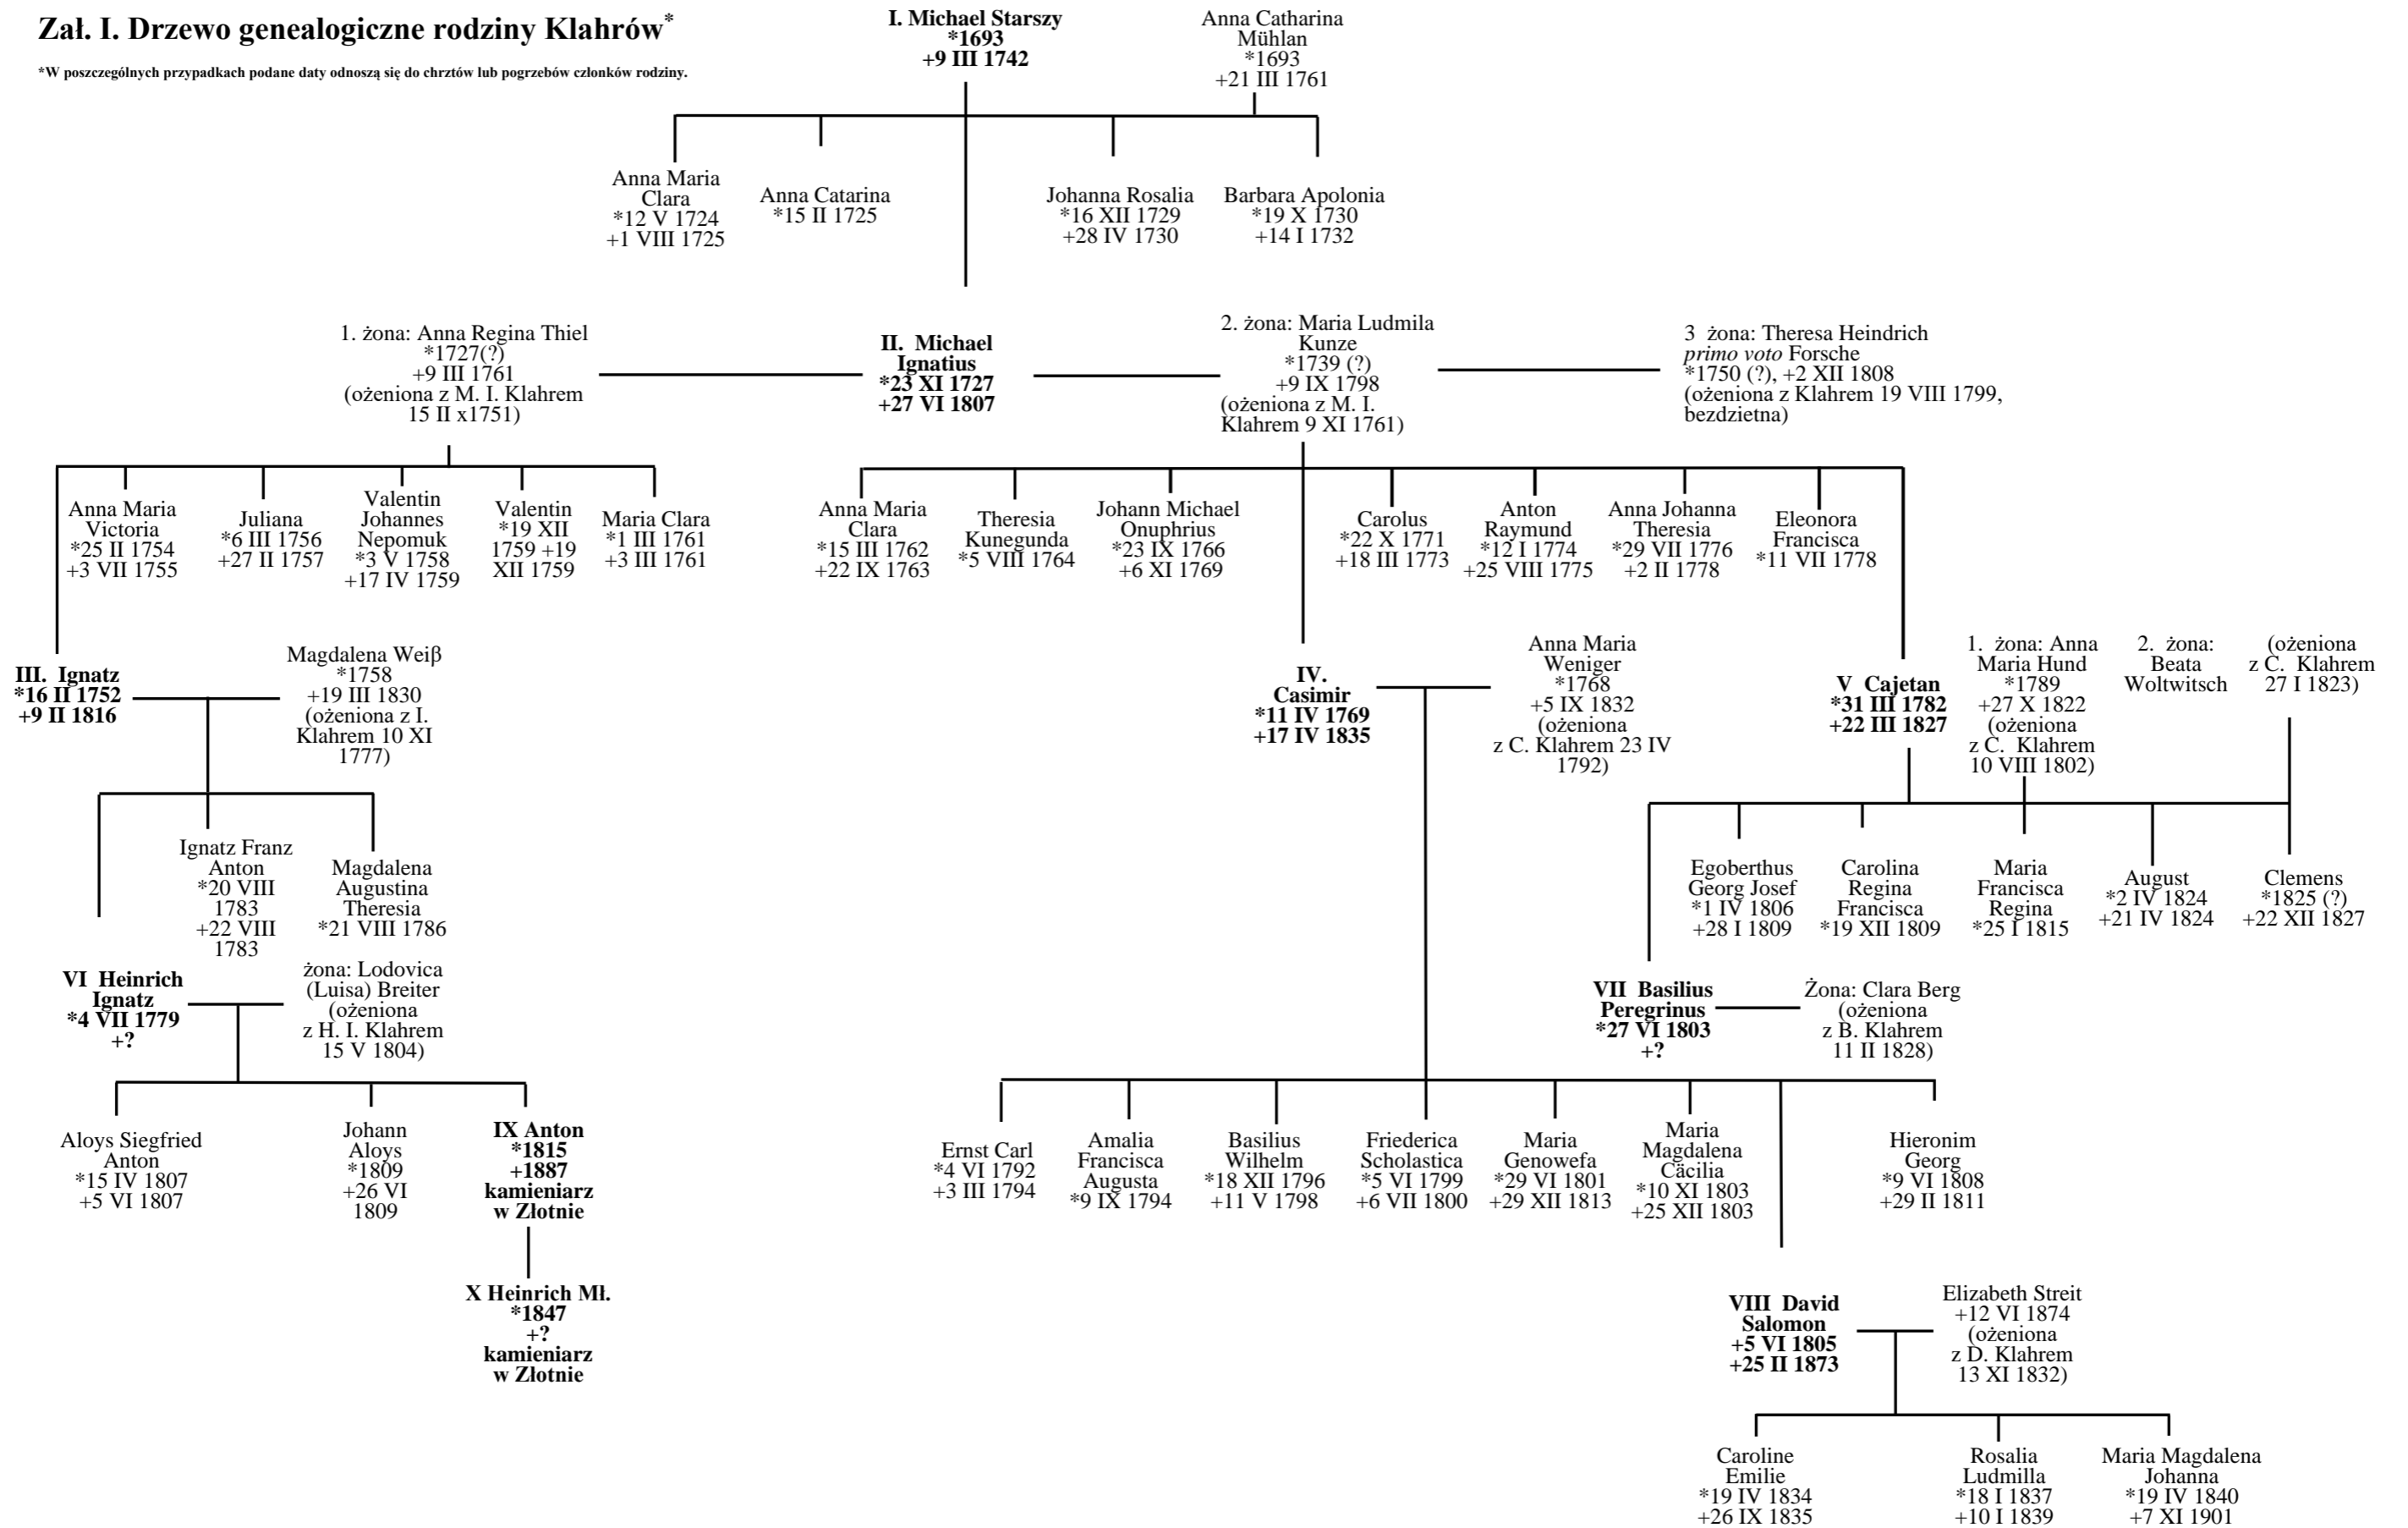 Zał. I. Drzewo genealogiczne rodziny Klahrów*
*W poszczególnych przypadkach podane daty odnoszą się do chrztów lub pogrzebów członków rodziny.
I. Michael Starszy
*1693
+9 III 1742
Anna Catharina
Mühlan
*1693
+21 III 1761
Anna Maria
Clara
*12 V 1724
+1 VIII 1725
Anna Catarina
*15 II 1725
Johanna Rosalia
*16 XII 1729
+28 IV 1730
Barbara Apolonia
*19 X 1730
+14 I 1732
1. żona: Anna Regina Thiel
*1727(?)
+9 III 1761
(ożeniona z M. I. Klahrem
15 II x1751)
II. Michael
Ignatius
*23 XI 1727
+27 VI 1807
2. żona: Maria Ludmila
Kunze
*1739 (?)
+9 IX 1798
(ożeniona z M. I.
Klahrem 9 XI 1761)
3 żona: Theresa Heindrich
primo voto Forsche
*1750 (?), +2 XII 1808
(ożeniona z Klahrem 19 VIII 1799,
bezdzietna)
Anna Maria
Victoria
*25 II 1754
+3 VII 1755
Juliana
*6 III 1756
+27 II 1757
Valentin
Johannes
Nepomuk
*3 V 1758
+17 IV 1759
Valentin
*19 XII
1759 +19
XII 1759
Maria Clara
*1 III 1761
+3 III 1761
Anna Maria
Clara
*15 III 1762
+22 IX 1763
Theresia
Kunegunda
*5 VIII 1764
Johann Michael
Onuphrius
*23 IX 1766
+6 XI 1769
Carolus
*22 X 1771
+18 III 1773
Anton
Raymund
*12 I 1774
+25 VIII 1775
Anna Johanna
Theresia
*29 VII 1776
+2 II 1778
Eleonora
Francisca
*11 VII 1778
III. Ignatz
*16 II 1752
+9 II 1816
Magdalena Weiβ
*1758
+19 III 1830
(ożeniona z I.
Klahrem 10 XI
1777)
IV.
Casimir
*11 IV 1769
+17 IV 1835
Anna Maria
Weniger
*1768
+5 IX 1832
(ożeniona
z C. Klahrem 23 IV
1792)
V Cajetan
*31 III 1782
+22 III 1827
1. żona: Anna
Maria Hund
*1789
+27 X 1822
(ożeniona
z C. Klahrem
10 VIII 1802)
2. żona:
Beata
Woltwitsch
(ożeniona
z C. Klahrem
27 I 1823)
Ignatz Franz
Anton
*20 VIII
1783
+22 VIII
1783
Magdalena
Augustina
Theresia
*21 VIII 1786
Egoberthus
Georg Josef
*1 IV 1806
+28 I 1809
Carolina
Regina
Francisca
*19 XII 1809
Maria
Francisca
Regina
*25 I 1815
August
*2 IV 1824
+21 IV 1824
Clemens
*1825 (?)
+22 XII 1827
VI Heinrich
Ignatz
*4 VII 1779
+?
żona: Lodovica
(Luisa) Breiter
(ożeniona
z H. I. Klahrem
15 V 1804)
VII Basilius
Peregrinus
*27 VI 1803
+?
Żona: Clara Berg
(ożeniona
z B. Klahrem
11 II 1828)
Aloys Siegfried
Anton
*15 IV 1807
+5 VI 1807
Johann
Aloys
*1809
+26 VI
1809
IX Anton
*1815
+1887
kamieniarz
w Złotnie
Ernst Carl
*4 VI 1792
+3 III 1794
Amalia
Francisca
Augusta
*9 IX 1794
Basilius
Wilhelm
*18 XII 1796
+11 V 1798
Friederica
Scholastica
*5 VI 1799
+6 VII 1800
Maria
Genowefa
*29 VI 1801
+29 XII 1813
Maria
Magdalena
Cäcilia
*10 XI 1803
+25 XII 1803
Hieronim
Georg
*9 VI 1808
+29 II 1811
X Heinrich Mł.
*1847
+?
kamieniarz
w Złotnie
VIII David
Salomon
+5 VI 1805
+25 II 1873
Elizabeth Streit
+12 VI 1874
(ożeniona
z D. Klahrem
13 XI 1832)
Caroline
Emilie
*19 IV 1834
+26 IX 1835
Rosalia
Ludmilla
*18 I 1837
+10 I 1839
Maria Magdalena
Johanna
*19 IV 1840
+7 XI 1901